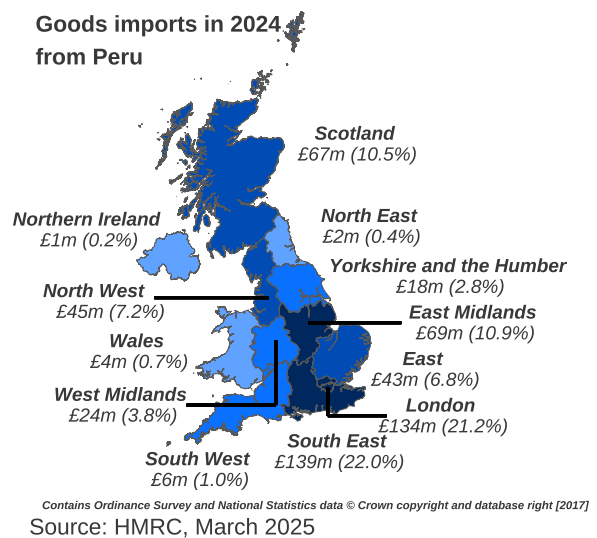 Goods imports in 2024
from Peru
Scotland
£67m (10.5%)
Northern Ireland
£1m (0.2%)
North East
£2m (0.4%)
Yorkshire and the Humber
£18m (2.8%)
North West
£45m (7.2%)
East Midlands
£69m (10.9%)
Wales
£4m (0.7%)
East
£43m (6.8%)
West Midlands
£24m (3.8%)
London
£134m (21.2%)
South East
£139m (22.0%)
South West
£6m (1.0%)
Contains Ordinance Survey and National Statistics data © Crown copyright and database right [2017]
Source: HMRC, March 2025